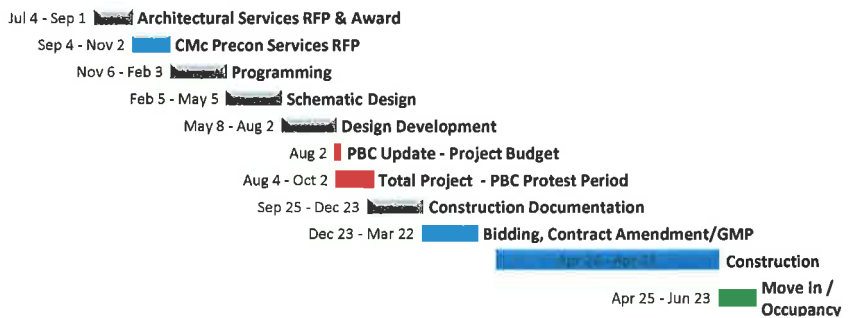 Jul 4 - Sep 1 Architectural Services RFP & Award
Sep 4 - Nov 2 CMc Precon Services RFP
Nov 6 - Feb 3 Programming
Feb 5 - May 5 Schematic Design
May 8 - Aug 2 Design Development
Aug 2 PBC Update - Project Budget
Aug 4 - Oct 2 Total Project - PBC Protest Period
Sep 25 - Dec 23 Construction Documentation
Dec 23 - Mar 22 Bidding, Contract Amendment/GMP
Construction
Apr 25 - Jun 23 Move In /
Occupancy